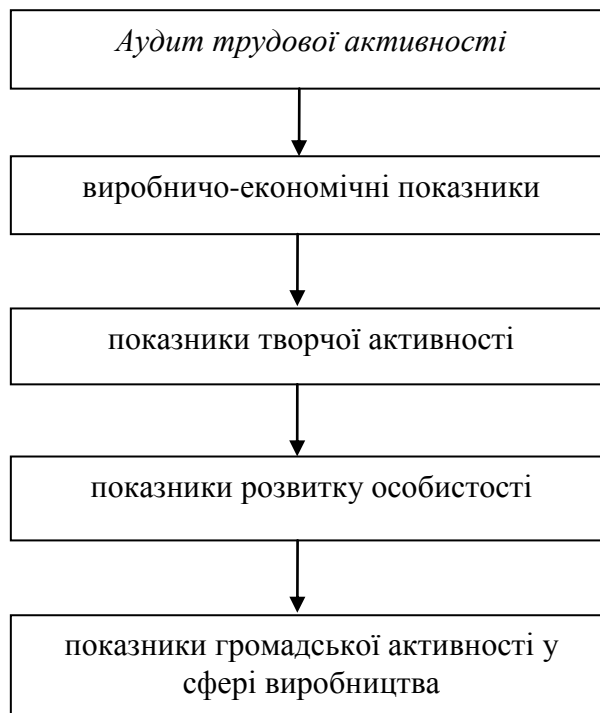 Аудит трудової активності
виробничо-економічні показники
показники творчої активності
показники розвитку особистості
показники громадської активності у
сфері виробництва